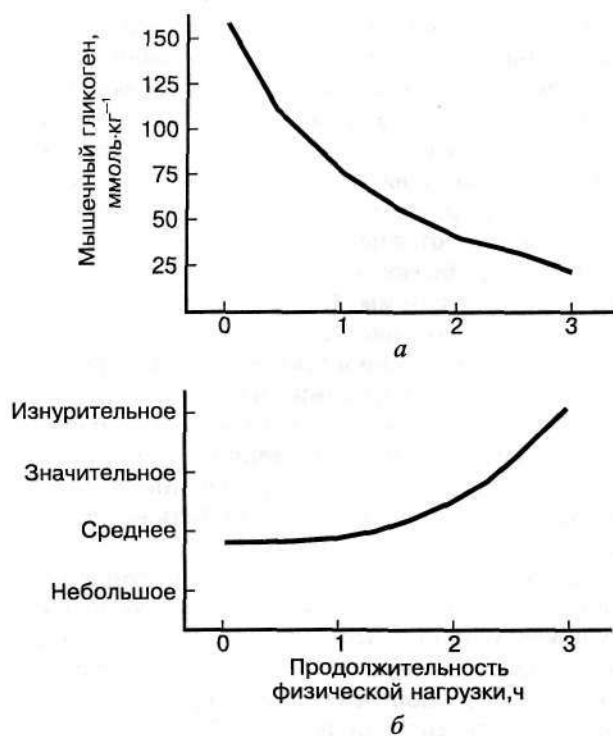 Мышечный гликоген,
ммоль·кг⁻¹
150
125
100
75
50
25
0 1 2 3
а
Изнурительное
Значительное
Среднее
Небольшое
0 1 2 3
Продолжительность
физической нагрузки,ч
б